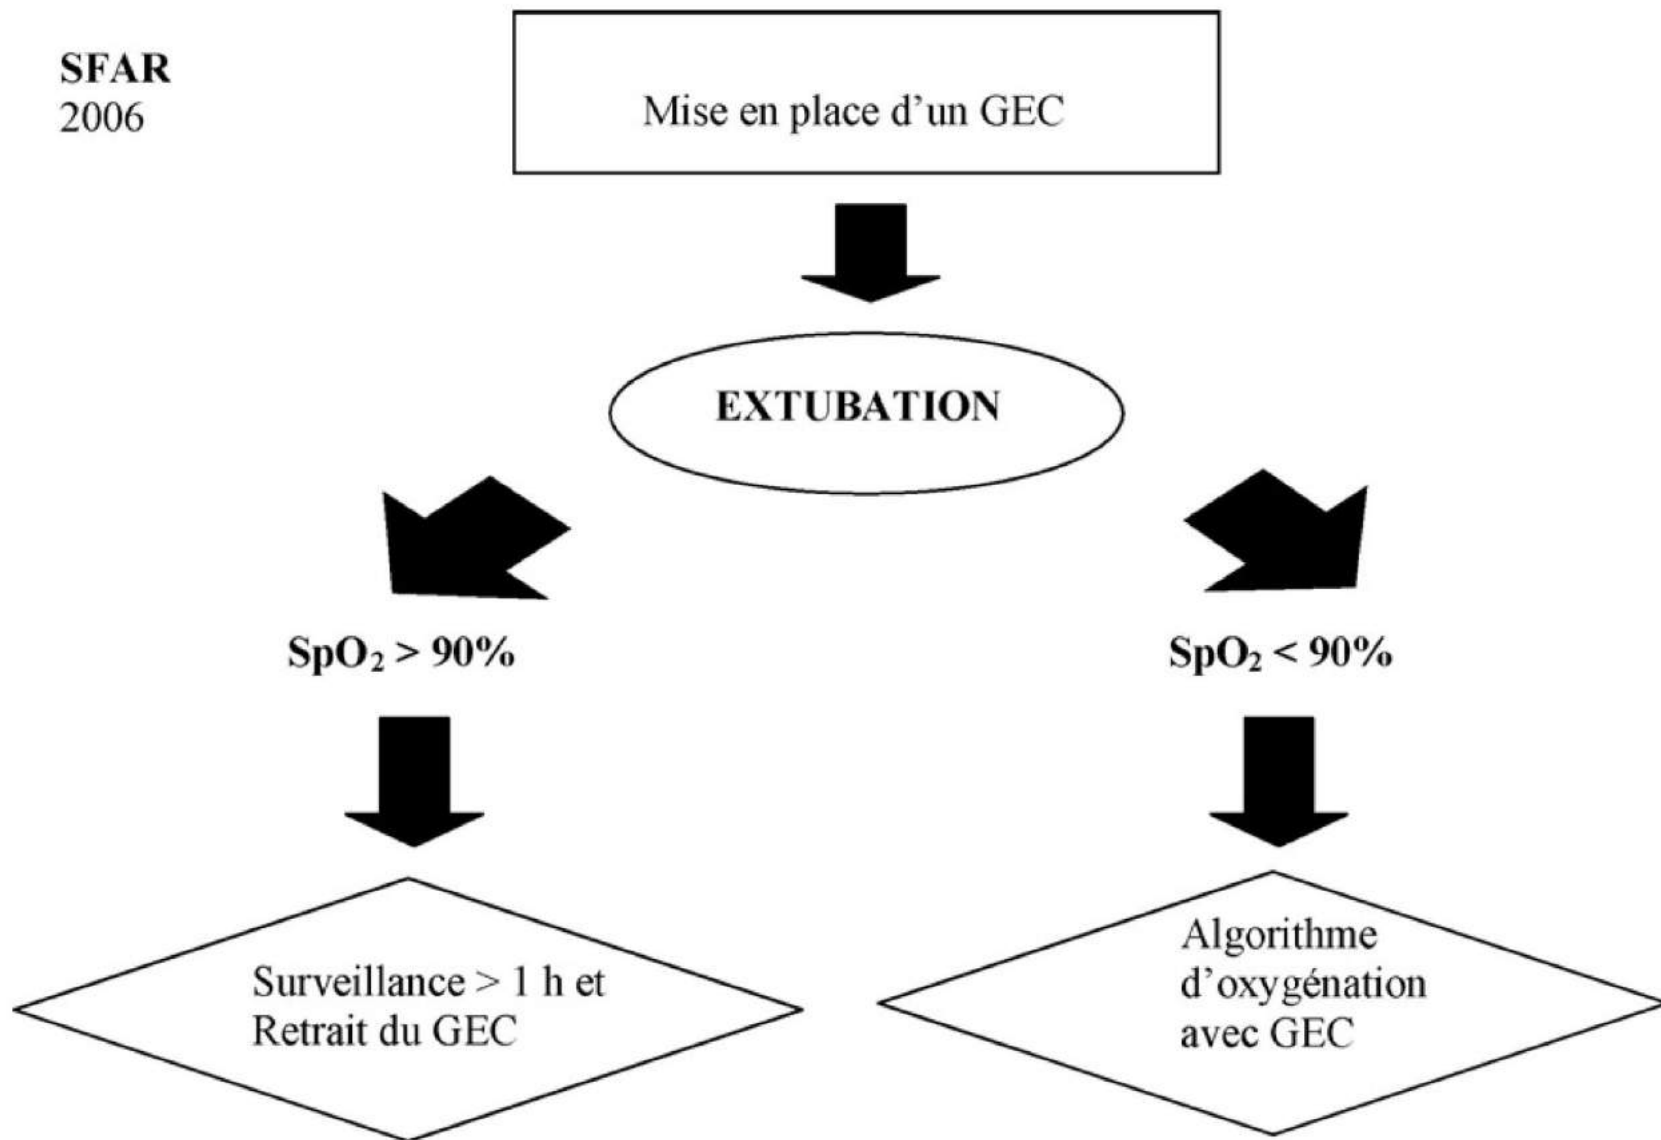 SFAR
2006
Mise en place d’un GEC
EXTUBATION
SpO₂ > 90%
SpO₂ < 90%
Surveillance > 1 h et
Retrait du GEC
Algorithme
d’oxygénation
avec GEC